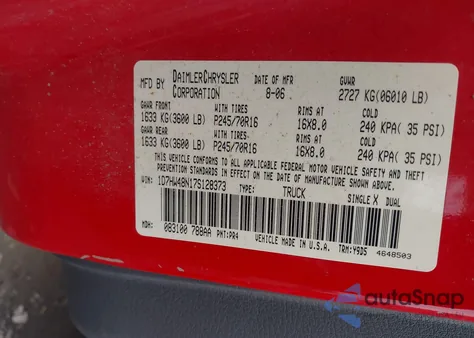 MFD BY DAIMLERCHRYSLER CORPORATION DATE OF MFR 8-06 GVWR 2727 KG(06010 LB)
GAWR FRONT WITH TIRES RIMS AT COLD
1633 KG(3600 LB) P245/70R16 16X8.0 240 KPA( 35 PSI)
GAWR REAR WITH TIRES RIMS AT COLD
1633 KG(3600 LB) P245/70R16 16X8.0 240 KPA( 35 PSI)
THIS VEHICLE CONFORMS TO ALL APPLICABLE FEDERAL MOTOR VEHICLE SAFETY
STANDARDS IN EFFECT ON THE DATE OF MANUFACTURE SHOWN ABOVE.
VIN: 1D7HW48N17S128373 TYPE: TRUCK SINGLE X DUAL
MDH: 083100 788AA PNT: PR4 VEHICLE MADE IN U.S.A. TRM: Y9D5 4648503
autoSnap